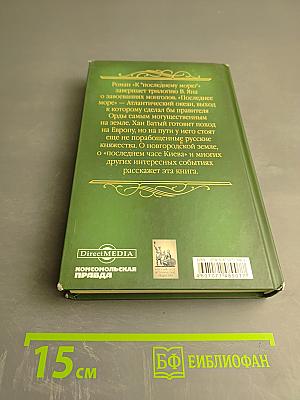 Роман «К "последнему морю"
завершает трилогию В. Яна
о завоеваниях монголов. «Последнее
море» — Атлантический океан, выход
к которому сделал бы правителя
Орды самым могущественным
на земле. Хан Батый готовит поход
на Европу, но на пути у него стоят
еще не порабощенные русские
княжества. О новгородской земле,
о «последнем часе Киева» и многих
других интересных событиях
расскажет эта книга.
DirectMEDIA
КОМСОМОЛЬСКАЯ
ПРАВДА
15 см
БФ БИБЛИОФАН